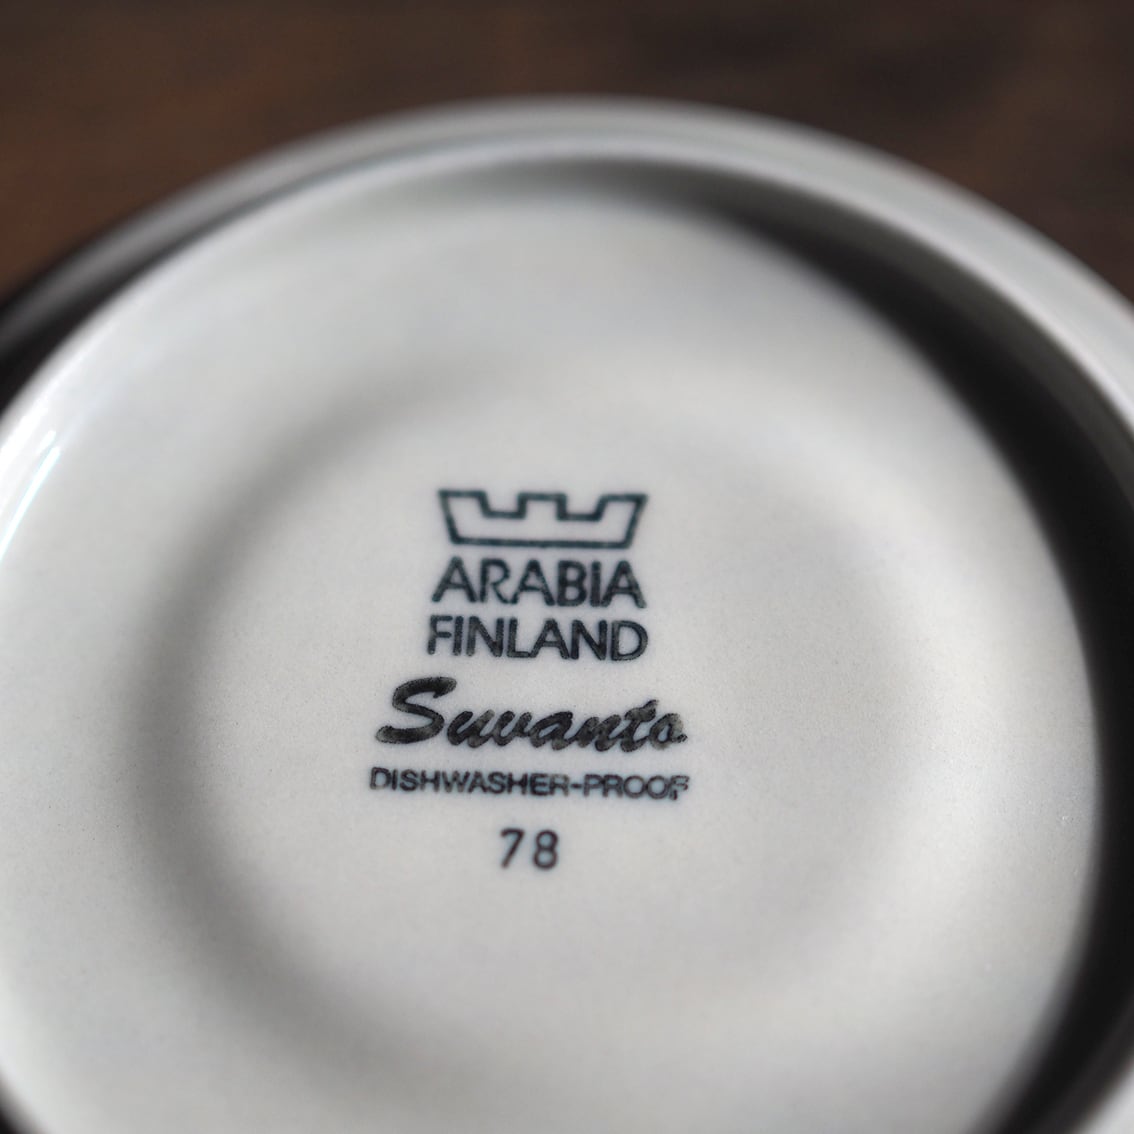 ARABIA
FINLAND
Suvanto
DISHWASHER-PROOF
78